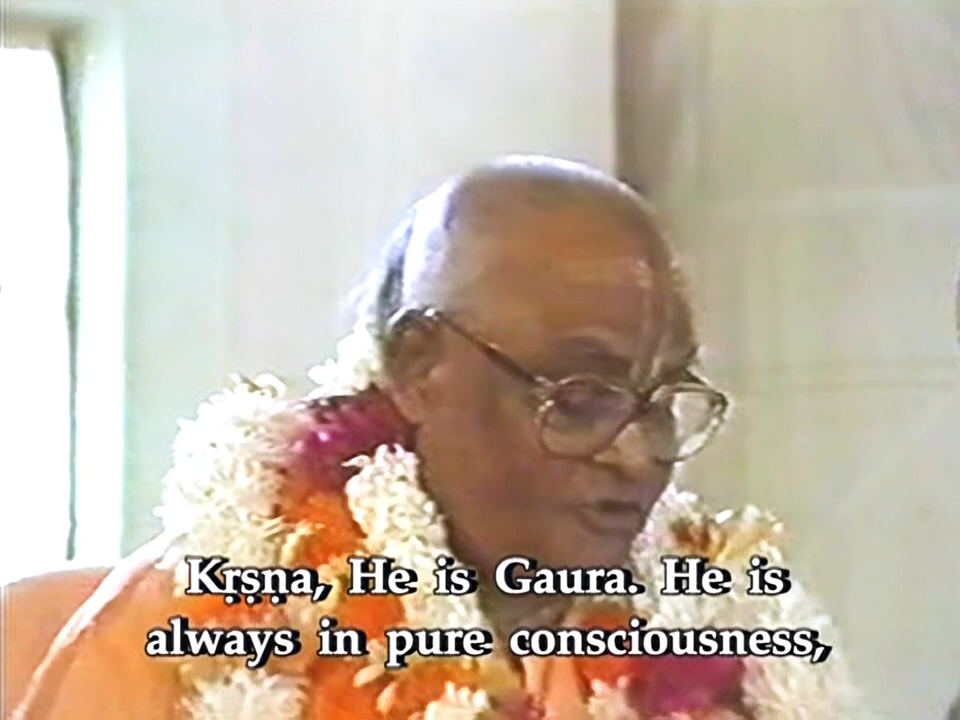 Kṛṣṇa, He is Gaura. He is
always in pure consciousness,